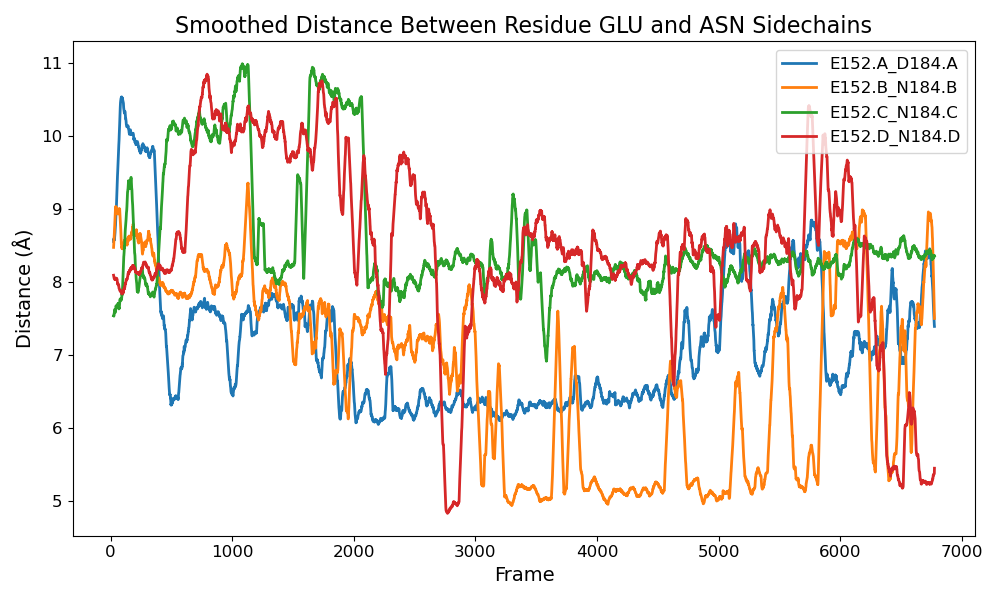 Smoothed Distance Between Residue GLU and ASN Sidechains
E152.A_D184.A
E152.B_N184.B
E152.C_N184.C
E152.D_N184.D
Distance (Å)
11
10
9
8
7
6
5
0 1000 2000 3000 4000 5000 6000 7000
Frame